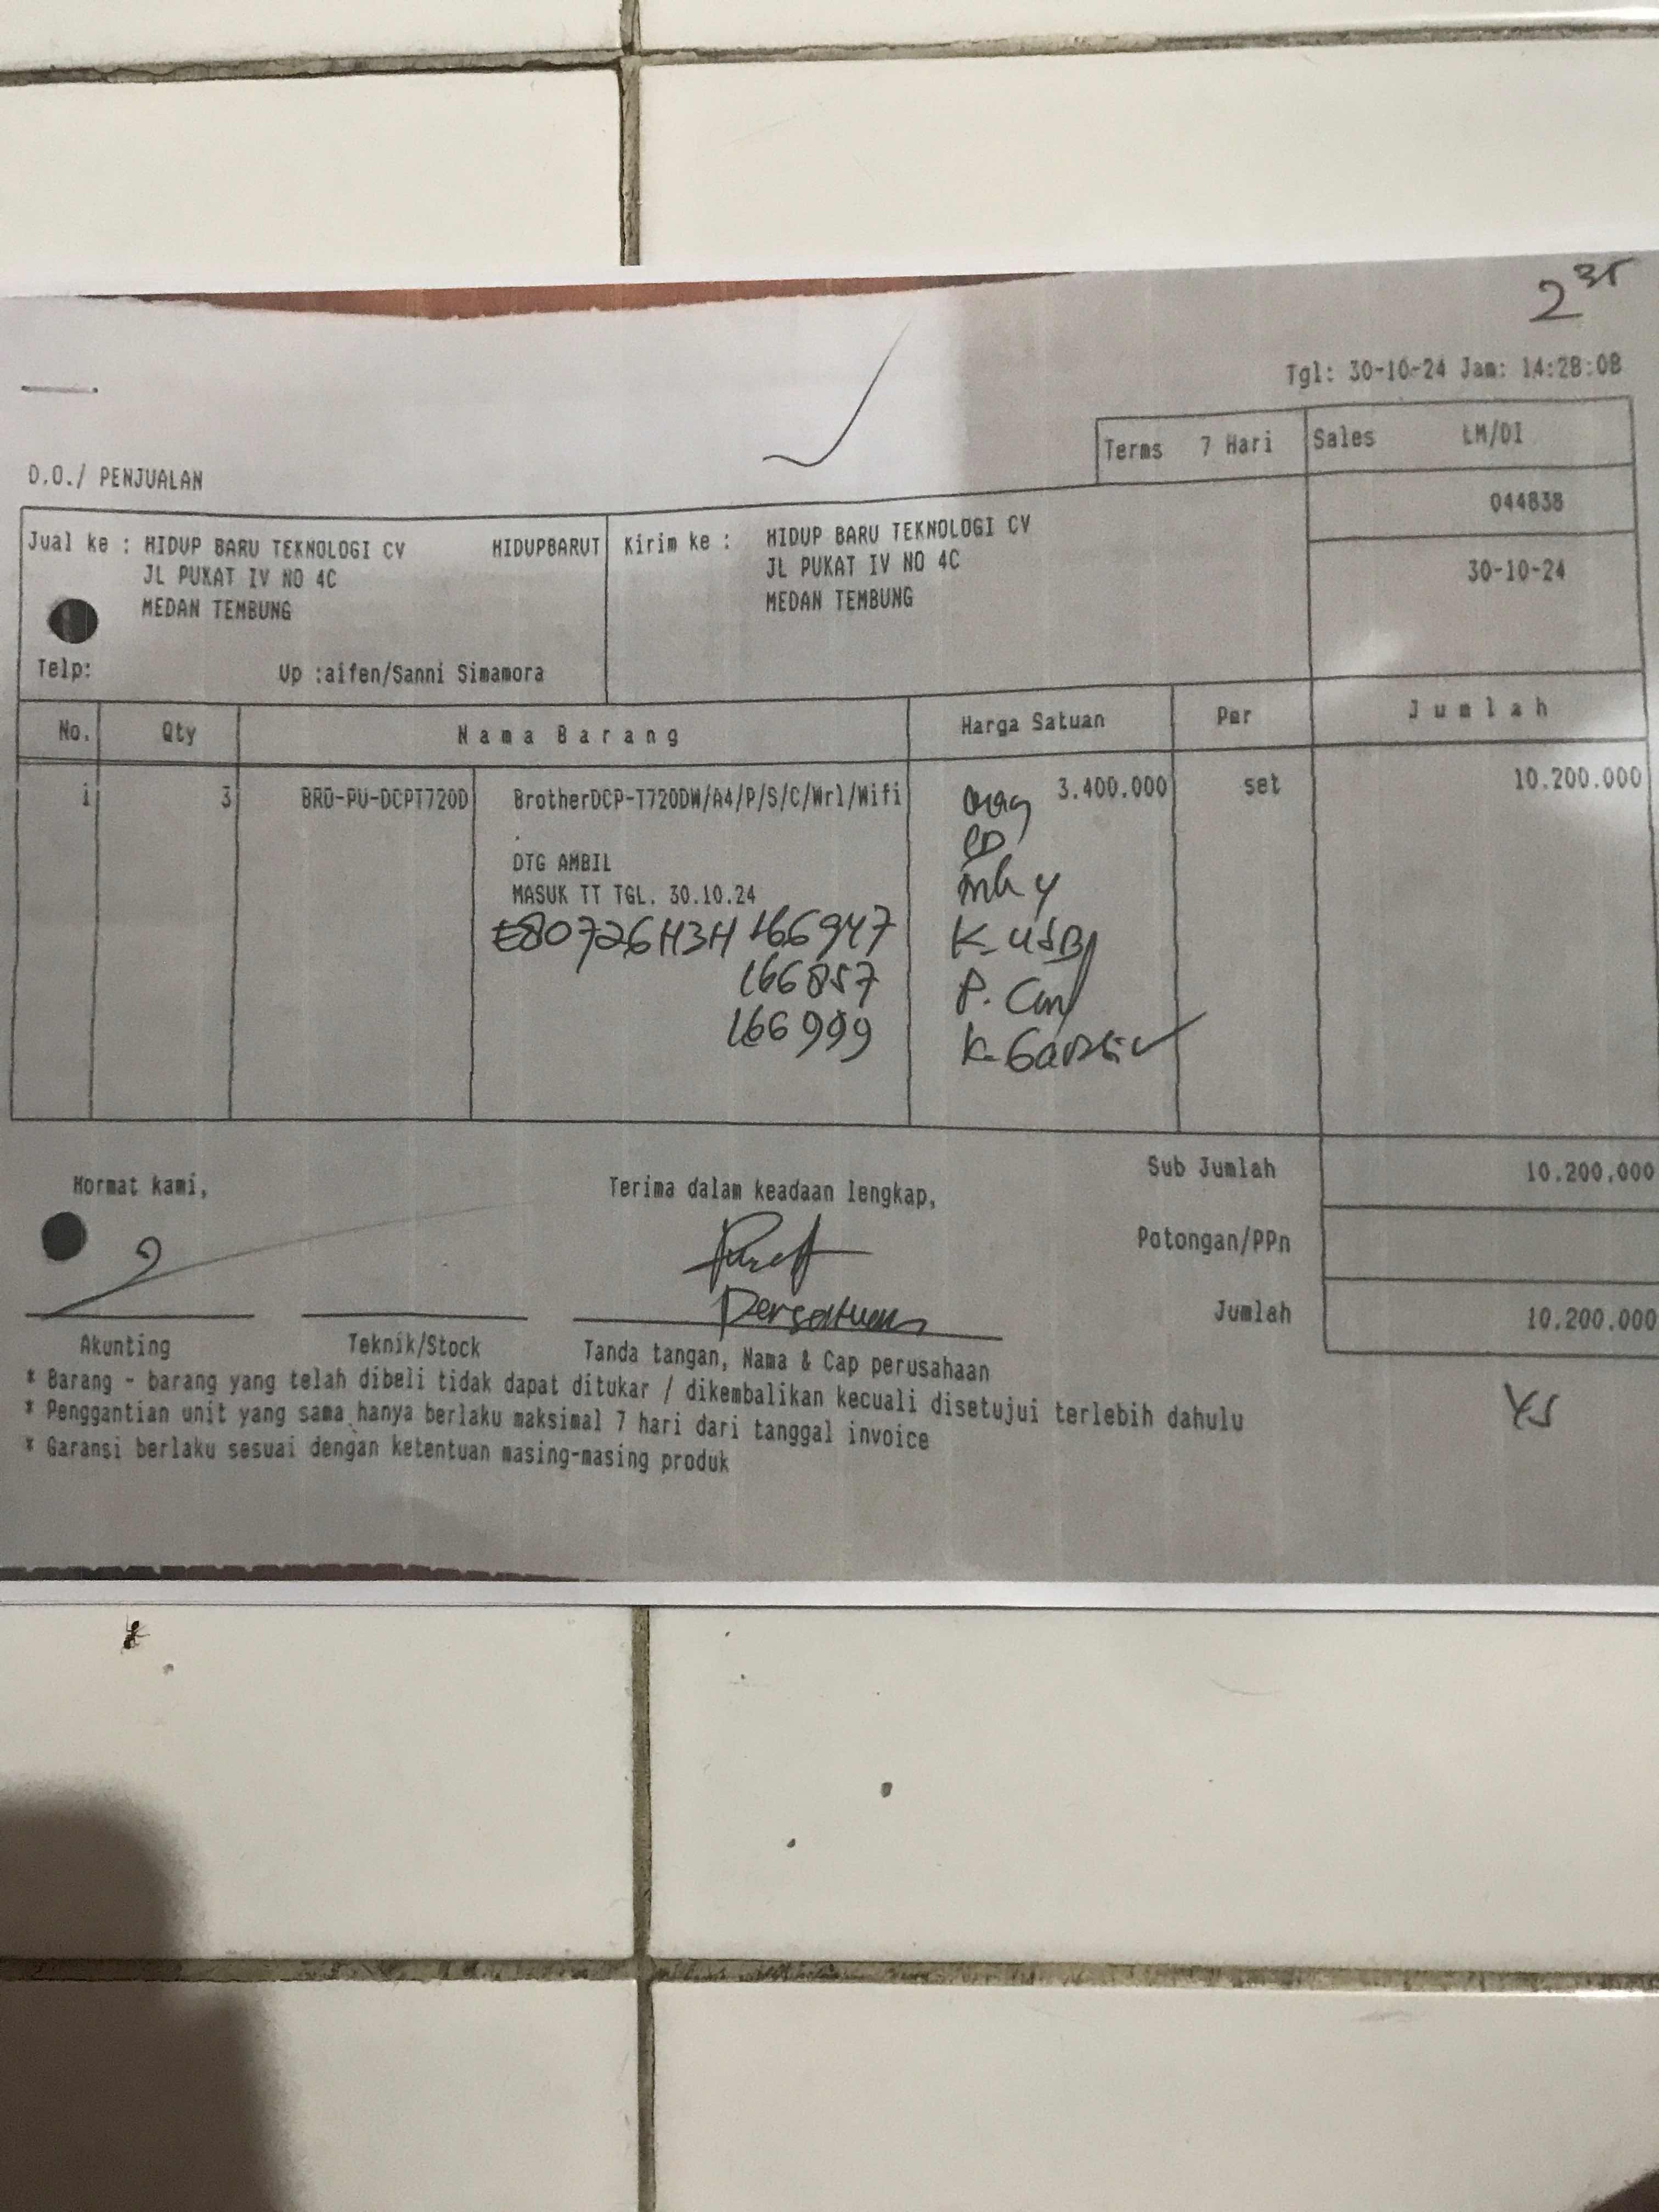 2 35
Tgl: 30-10-24 Jam: 14:28:08
Terms 7 Hari Sales LM/DI
D.O./ PENJUALAN
044838
30-10-24
Jual ke : HIDUP BARU TEKNOLOGI CV HIDUPBARUT
JL PUKAT IV NO 4C
MEDAN TEMBUNG
Telp: Up :aifen/Sanni Simamora
Kirim ke : HIDUP BARU TEKNOLOGI CV
JL PUKAT IV NO 4C
MEDAN TEMBUNG
No. Qty Nama Barang Harga Satuan Per Jumlah
1 3 BRO-PU-DCPT720D BrotherDCP-T720DW/A4/P/S/C/Wrl/Wifi 3.400.000 set 10.200.000
DTG AMBIL
MASUK TT TGL. 30.10.24
E80726H3H 166947
166857
166999
K. USB
Hormat kami,
Terima dalam keadaan lengkap,
Sub Jumlah 10.200.000
Potongan/PPn
Jumlah 10.200.000
Akunting Teknik/Stock Tanda tangan, Nama & Cap perusahaan
* Barang - barang yang telah dibeli tidak dapat ditukar / dikembalikan kecuali disetujui terlebih dahulu
* Penggantian unit yang sama hanya berlaku maksimal 7 hari dari tanggal invoice
* Garansi berlaku sesuai dengan ketentuan masing-masing produk